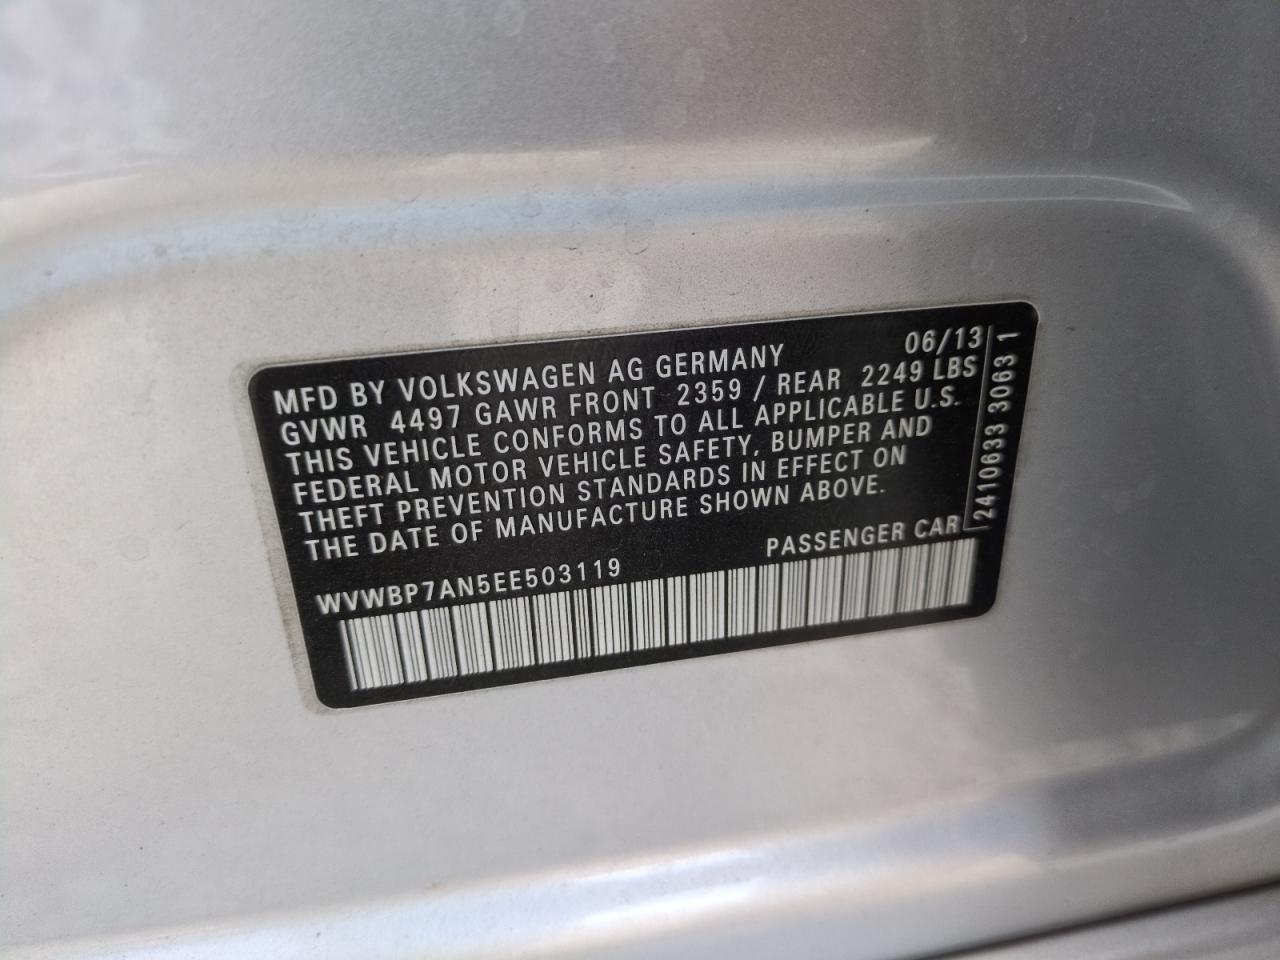 06/13
MFD BY VOLKSWAGEN AG GERMANY
GVWR 4497 GAWR FRONT 2359 / REAR 2249 LBS
THIS VEHICLE CONFORMS TO ALL APPLICABLE U.S.
FEDERAL MOTOR VEHICLE SAFETY, BUMPER AND
THEFT PREVENTION STANDARDS IN EFFECT ON
THE DATE OF MANUFACTURE SHOWN ABOVE.
WVWBP7AN5EE503119
PASSENGER CAR
2410633 3063 1